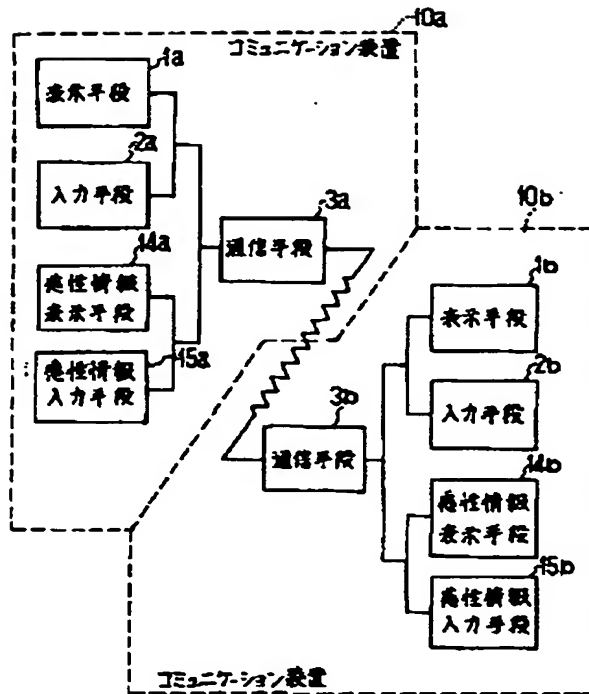 10a
コミュニケーション装置
1a
表示手段
2a
入力手段
3a
通信手段
14a
感性情報
表示手段
15a
感性情報
入力手段
10b
1b
表示手段
2b
入力手段
3b
通信手段
14b
感性情報
表示手段
15b
感性情報
入力手段
コミュニケーション装置